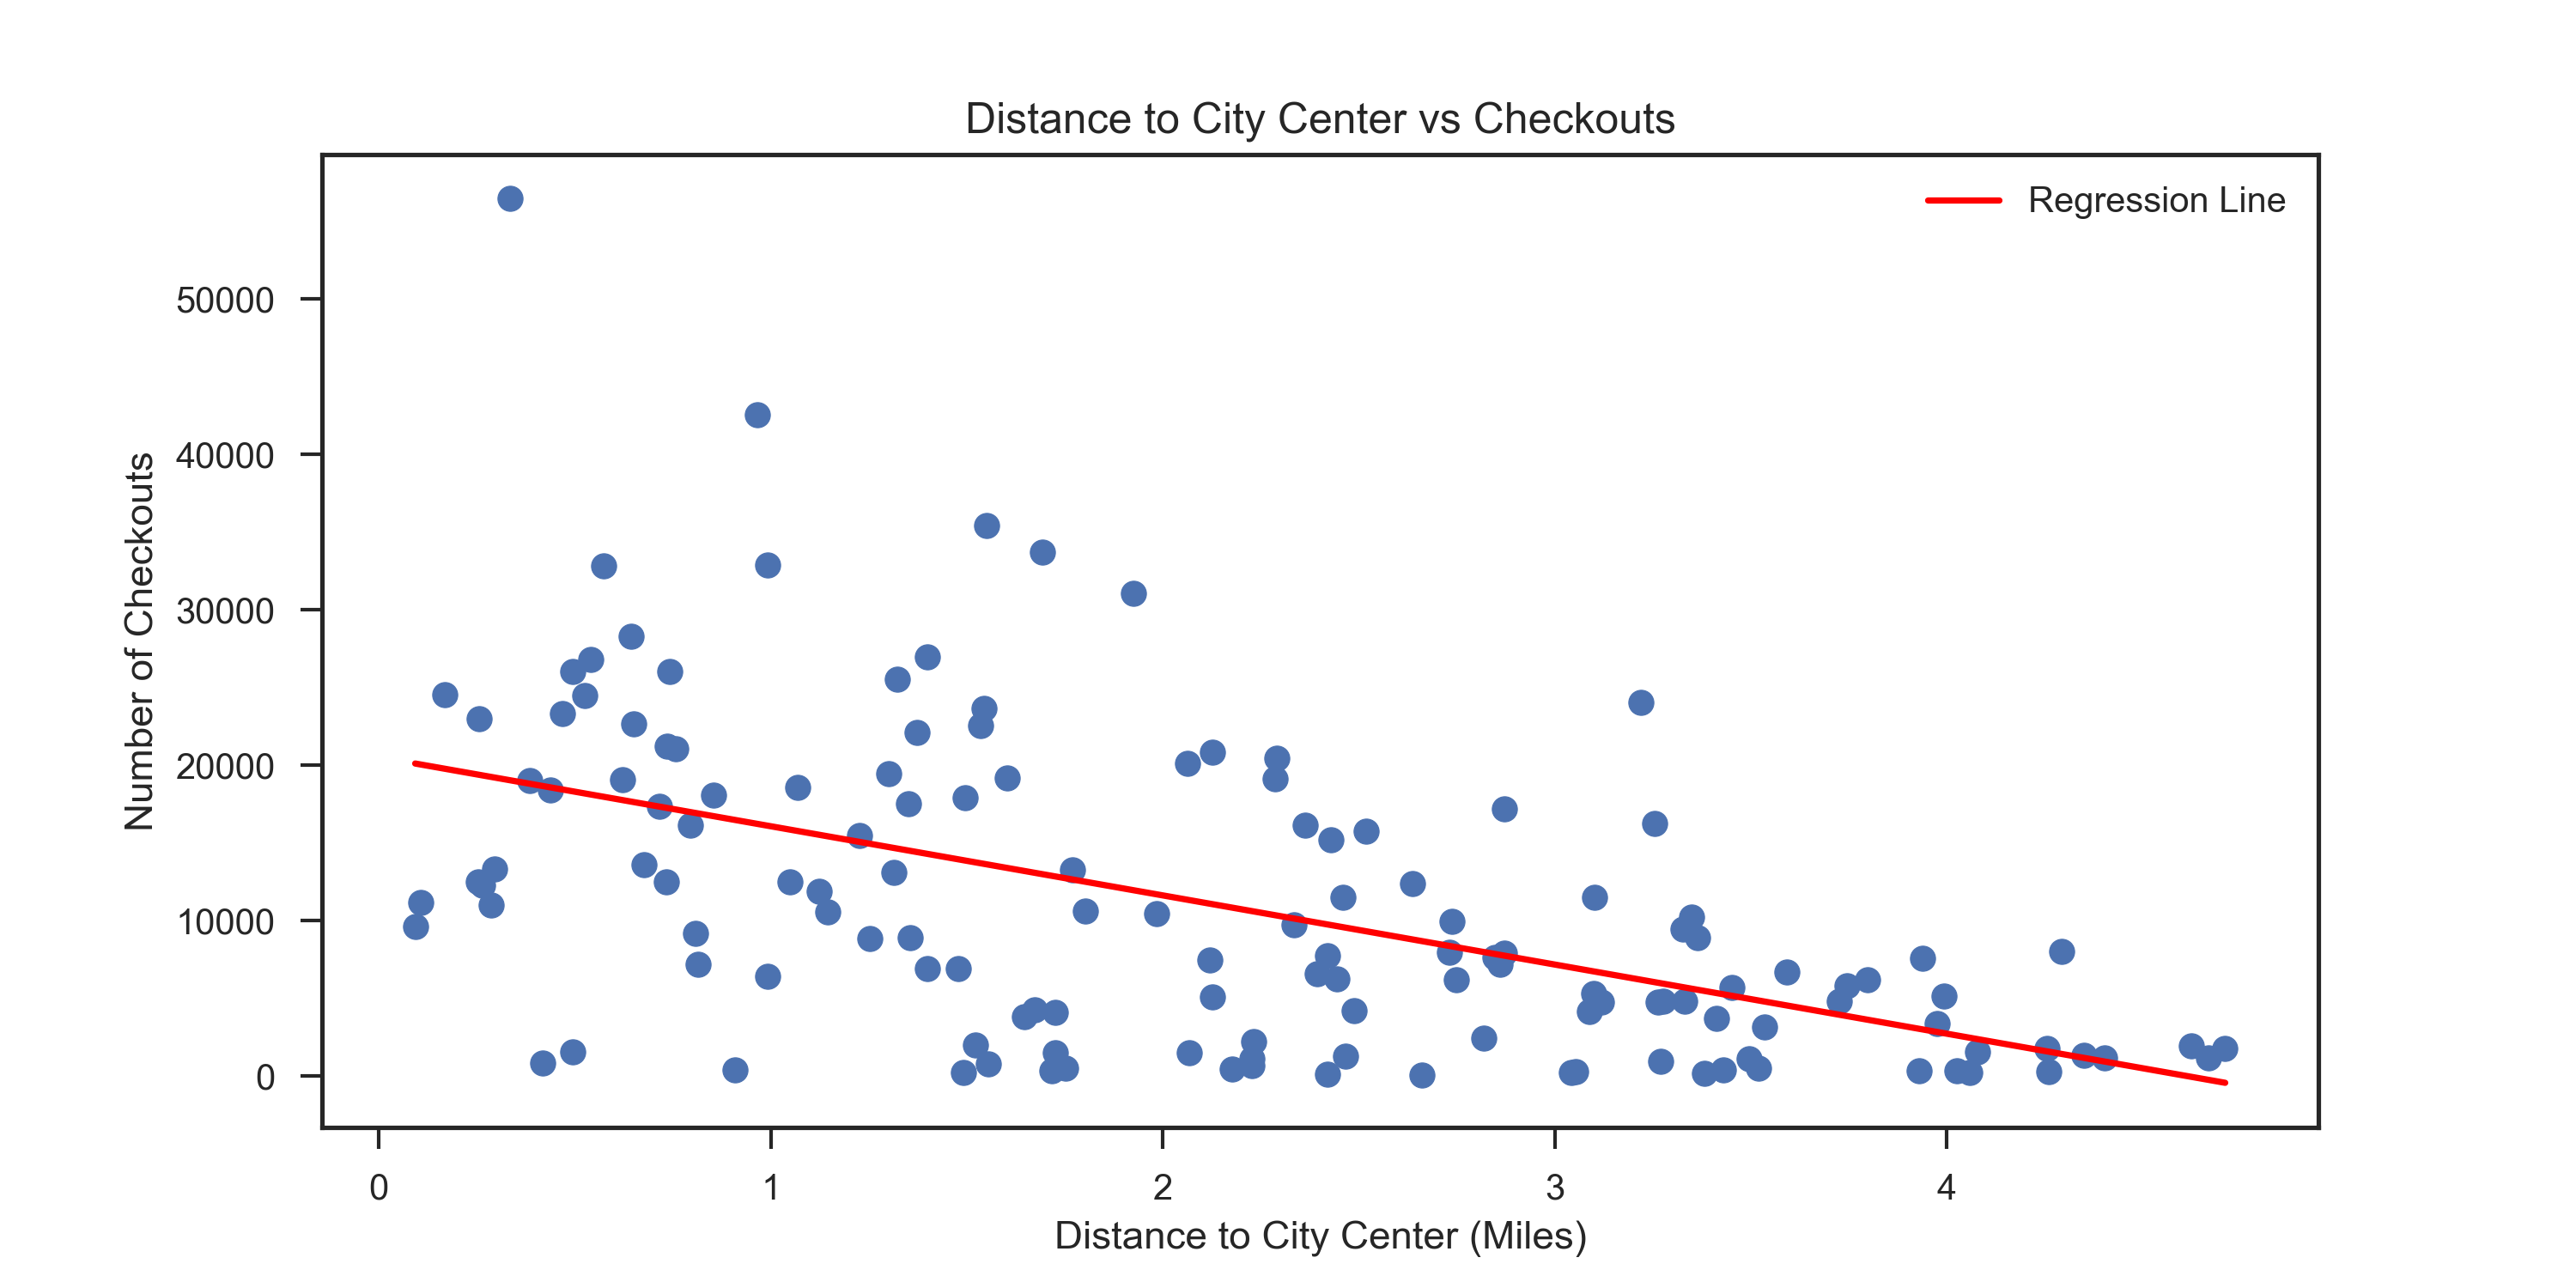 Distance to City Center vs Checkouts
Regression Line
Number of Checkouts
50000
40000
30000
20000
10000
0
0 1 2 3 4
Distance to City Center (Miles)